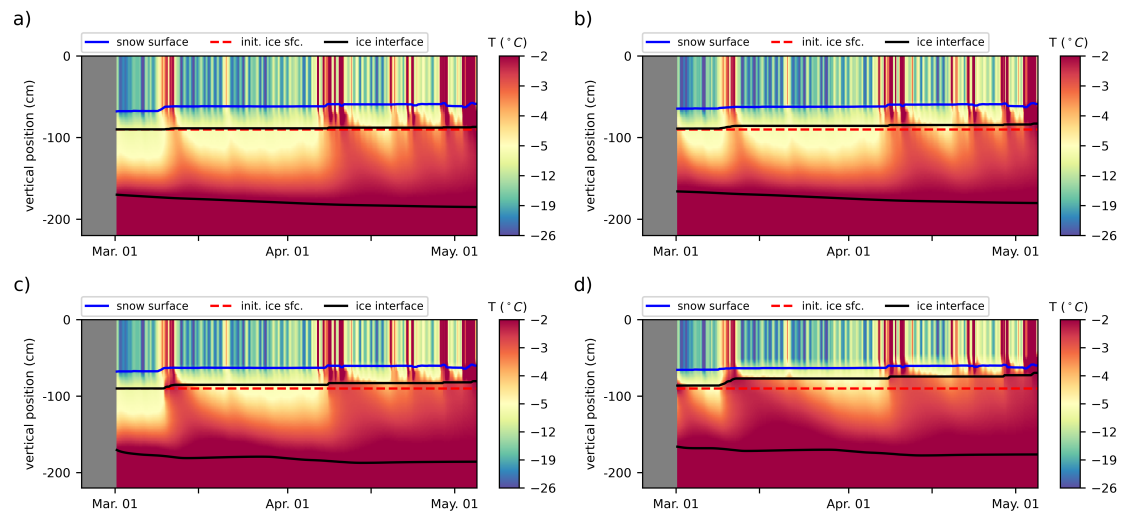 a)
snow surface
init. ice sfc.
ice interface
T (°C)
0
−100
−200
vertical position (cm)
Mar. 01
Apr. 01
May. 01
−2
−3
−4
−5
−12
−19
−26
b)
snow surface
init. ice sfc.
ice interface
T (°C)
0
−100
−200
vertical position (cm)
Mar. 01
Apr. 01
May. 01
−2
−3
−4
−5
−12
−19
−26
c)
snow surface
init. ice sfc.
ice interface
T (°C)
0
−100
−200
vertical position (cm)
Mar. 01
Apr. 01
May. 01
−2
−3
−4
−5
−12
−19
−26
d)
snow surface
init. ice sfc.
ice interface
T (°C)
0
−100
−200
vertical position (cm)
Mar. 01
Apr. 01
May. 01
−2
−3
−4
−5
−12
−19
−26